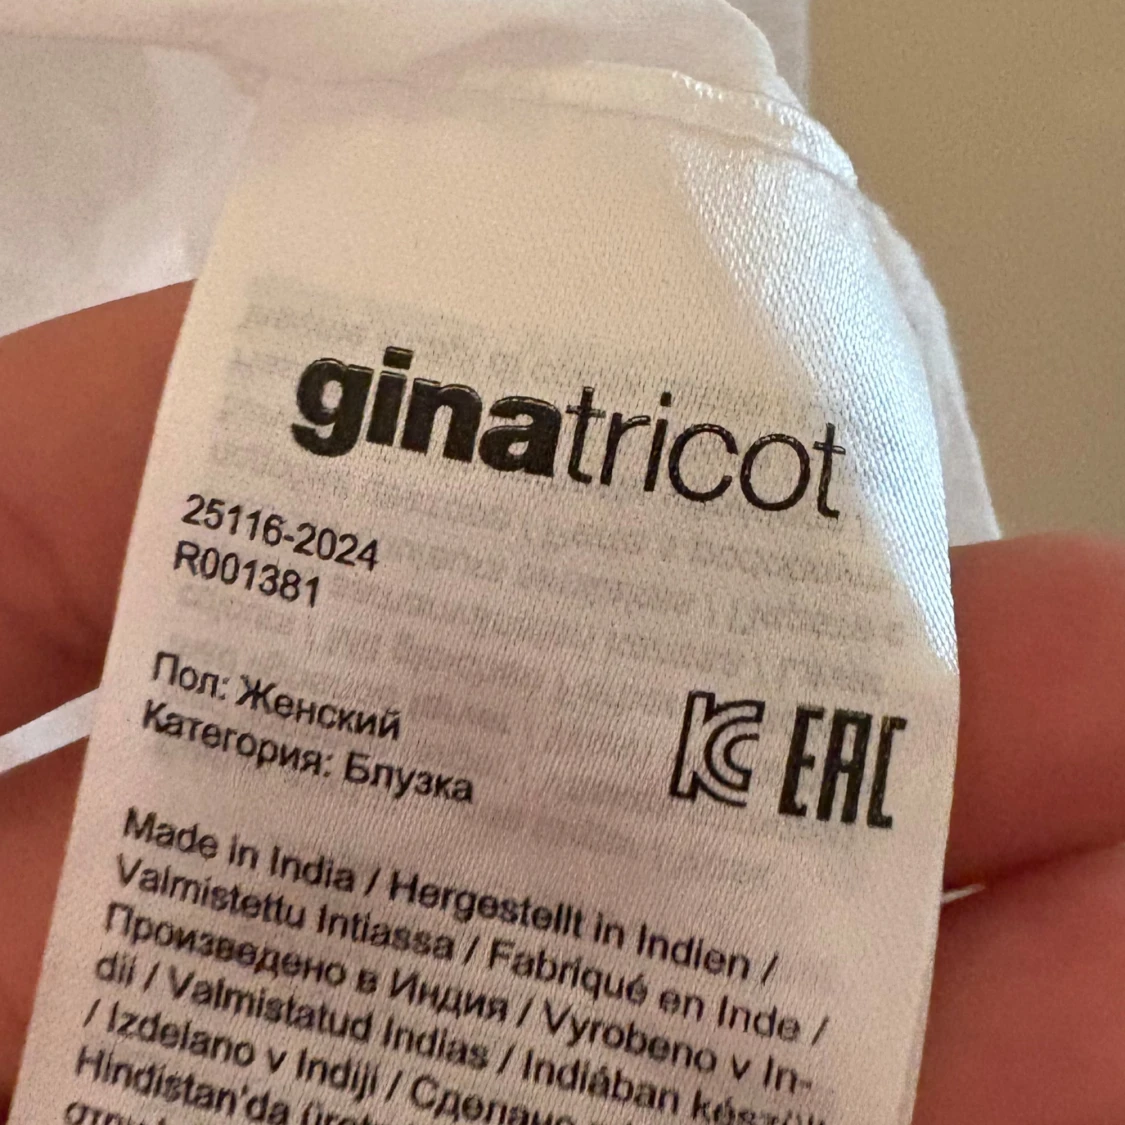 ginatricot
25116-2024
R001381
Пол: Женский
Категория: Блузка
EAC
Made in India / Hergestellt in Indien /
Valmistettu Intiassa / Fabriqué en Inde /
Произведено в Индия / Vyrobeno v In-
dii / Valmistatud Indias / Indiában
/ Izdelano v Indiji / Сделано
Hindistan'da